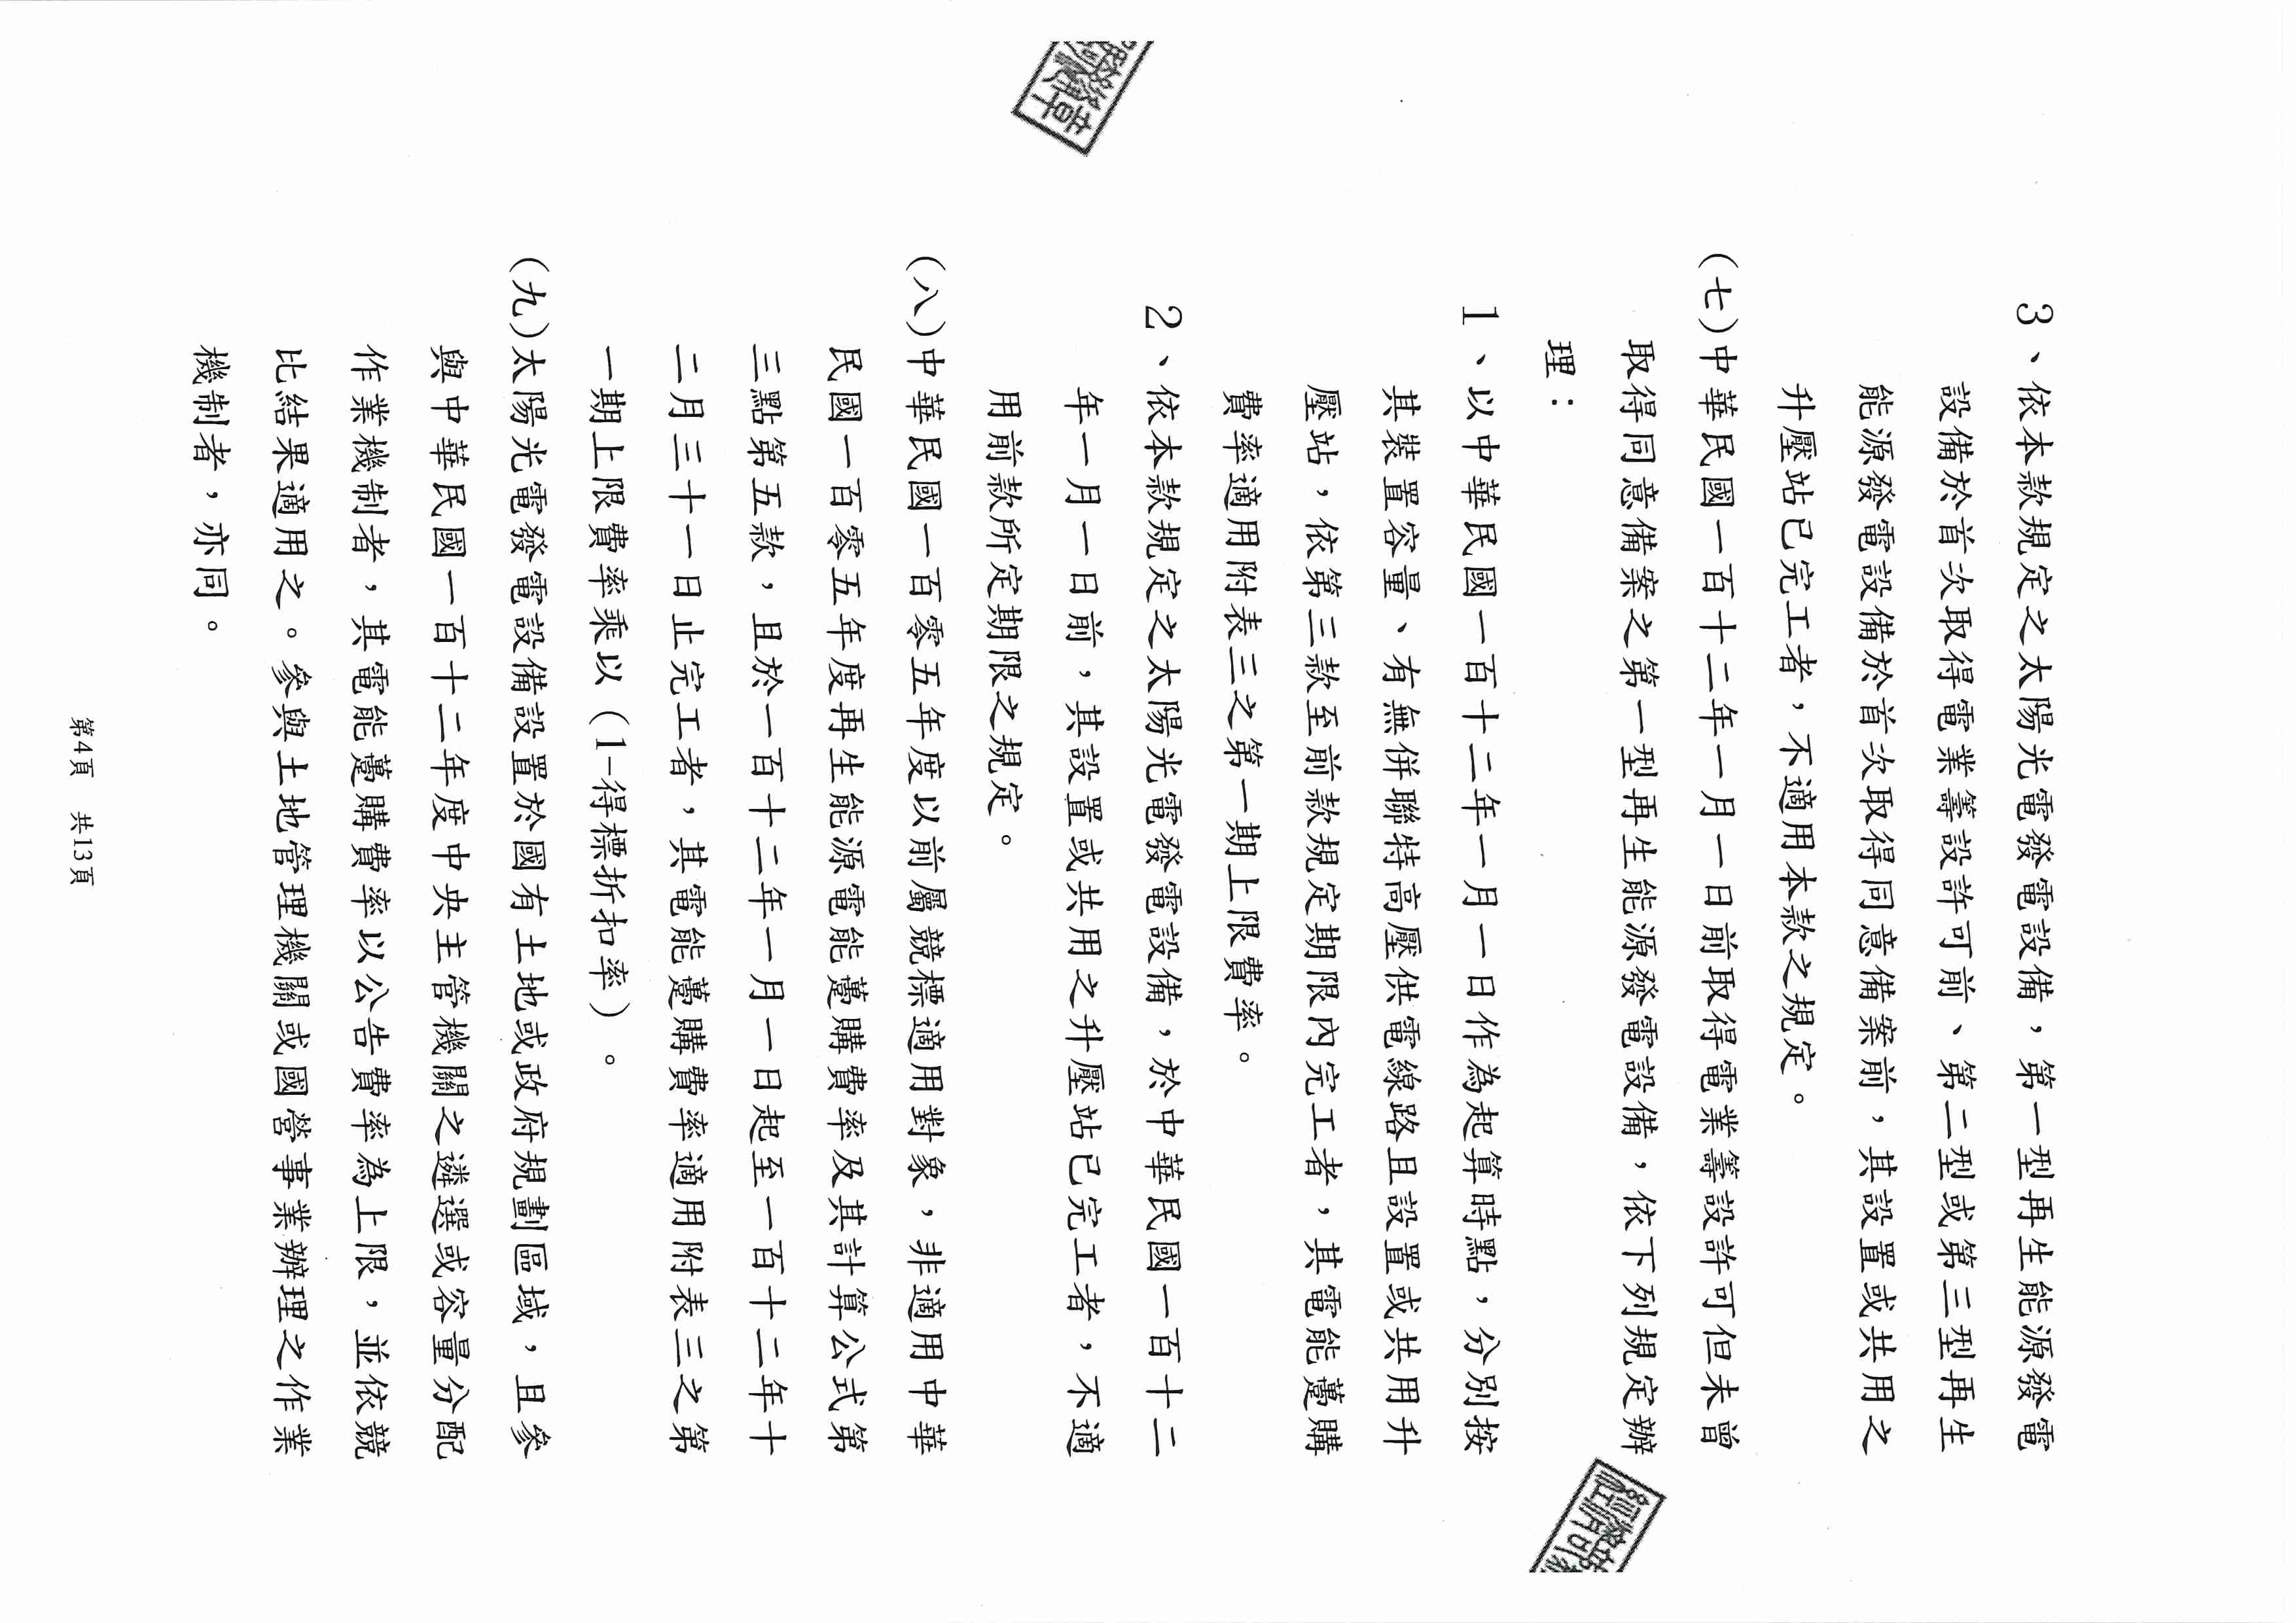 3、依本款規定之太陽光電發電設備，第一型再生能源發電
設備於首次取得電業籌設許可前、第二型或第三型再生
能源發電設備於首次取得同意備案前，其設置或共用之
升壓站已完工者，不適用本款之規定。
(七)中華民國一百十二年一月一日前取得電業籌設許可但未曾
取得同意備案之第一型再生能源發電設備，依下列規定辦
理：
1、以中華民國一百十二年一月一日作為起算時點，分別按
其裝置容量、有無併聯特高壓供電線路且設置或共用升
壓站，依第三款至前款規定期限內完工者，其電能躉購
費率適用附表三之第一期上限費率。
2、依本款規定之太陽光電發電設備，於中華民國一百十二
年一月一日前，其設置或共用之升壓站已完工者，不適
用前款所定期限之規定。
(八)中華民國一百零五年度以前屬競標適用對象，非適用中華
民國一百零五年度再生能源電能躉購費率及其計算公式第
三點第五款，且於一百十二年一月一日起至一百十二年十
二月三十一日止完工者，其電能躉購費率適用附表三之第
一期上限費率乘以（1-得標折扣率）。
(九)太陽光電發電設備設置於國有土地或政府規劃區域，且參
與中華民國一百十二年度中央主管機關之遴選或容量分配
作業機制者，其電能躉購費率以公告費率為上限，並依競
比結果適用之。參與土地管理機關或國營事業辦理之作業
機制者，亦同。
經濟部
騎縫章
第4頁 共13頁